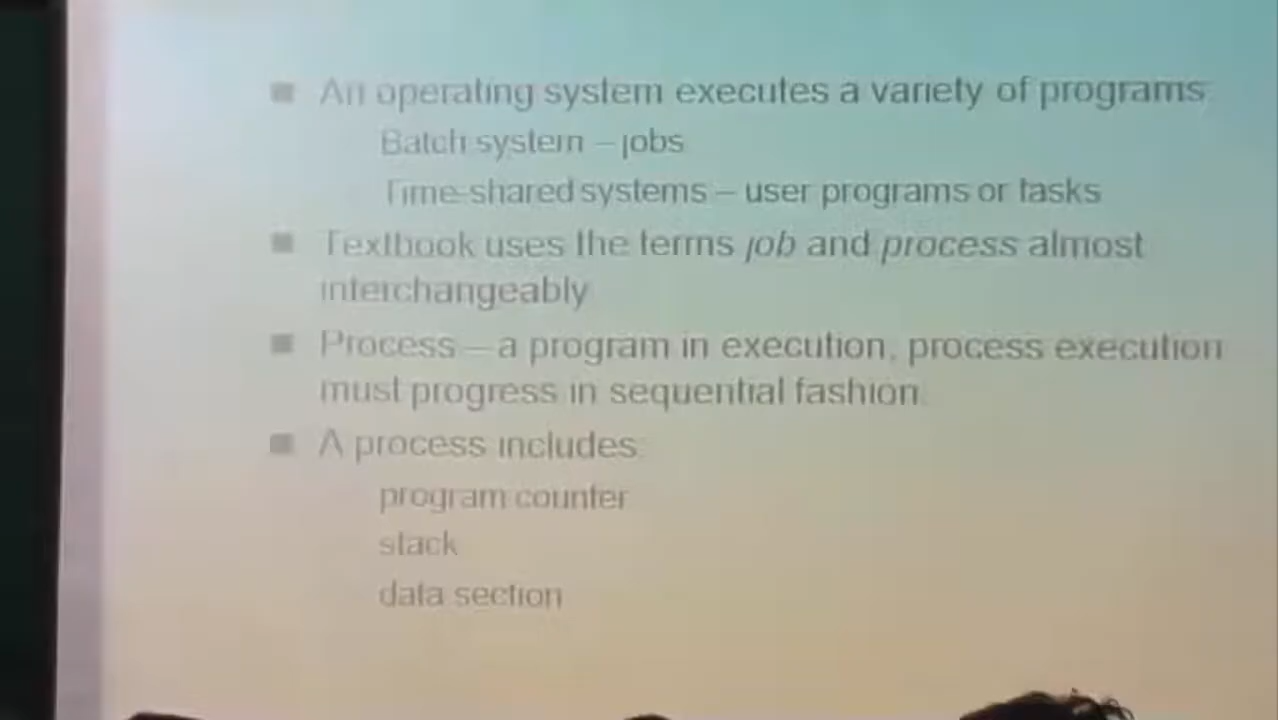 ■ An operating system executes a variety of programs:
Batch system – jobs
Time-shared systems – user programs or tasks
■ Textbook uses the terms job and process almost
interchangeably
■ Process – a program in execution, process execution
must progress in sequential fashion.
■ A process includes:
program counter
stack
data section